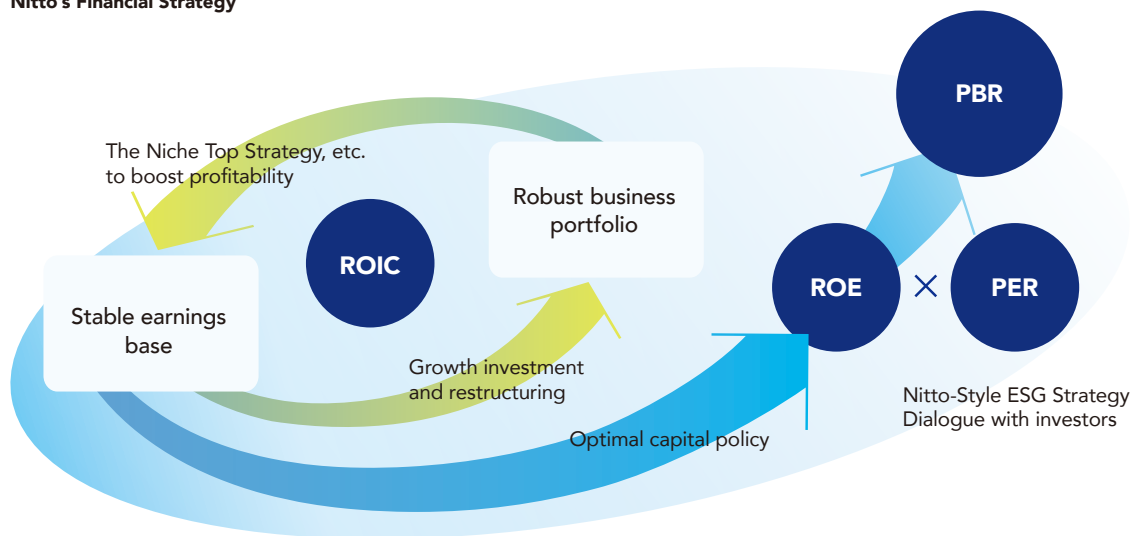 Nitto's Financial Strategy
PBR
The Niche Top Strategy, etc.
to boost profitability
Robust business
portfolio
ROIC
ROE
×
PER
Stable earnings
base
Growth investment
and restructuring
Nitto-Style ESG Strategy
Dialogue with investors
Optimal capital policy